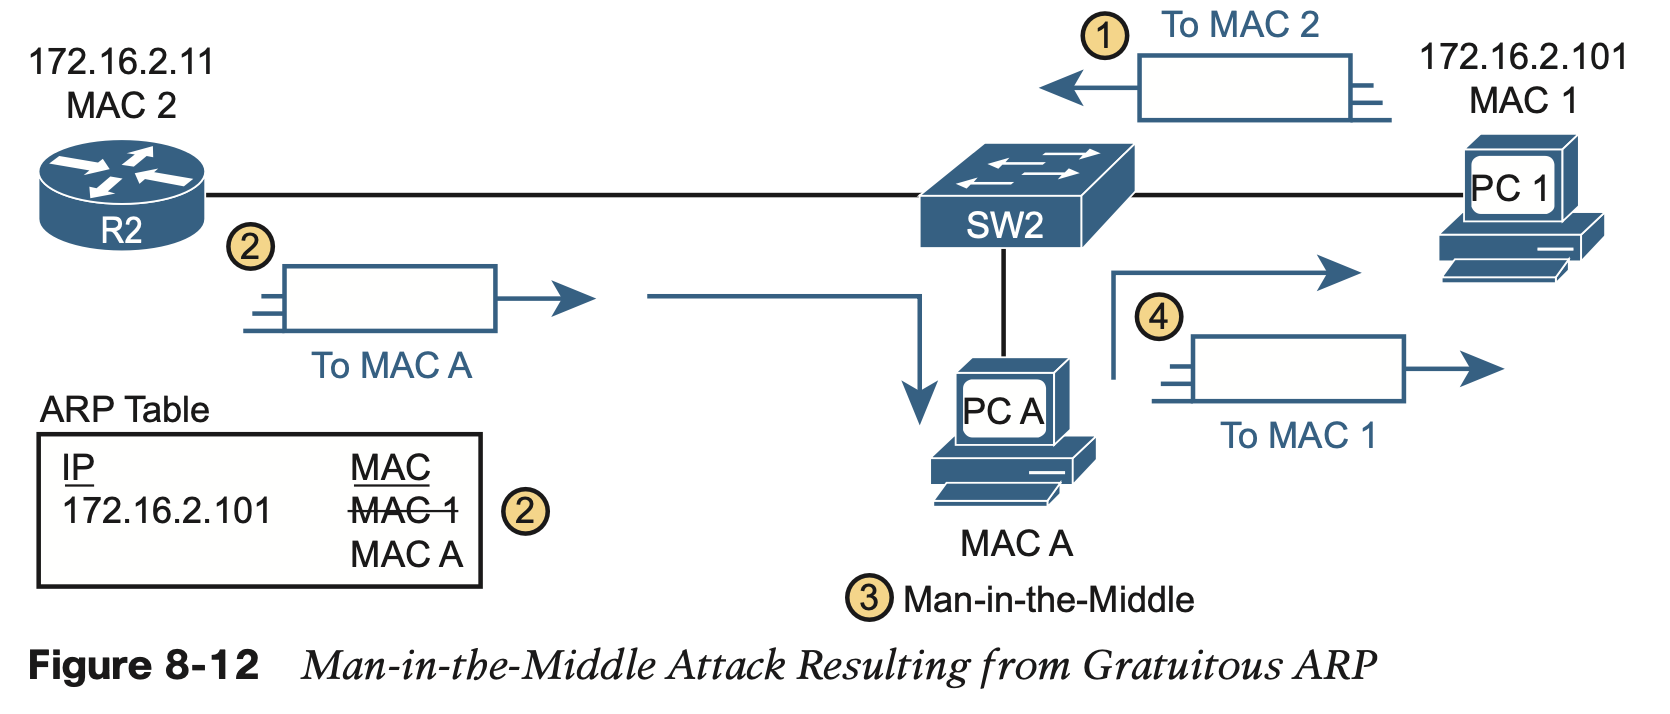 1
To MAC 2
172.16.2.11
MAC 2
172.16.2.101
MAC 1
R2
SW2
PC 1
2
To MAC A
4
To MAC 1
PC A
MAC A
ARP Table
IP MAC
172.16.2.101 MAC 1
MAC A
2
3 Man-in-the-Middle
Figure 8-12 Man-in-the-Middle Attack Resulting from Gratuitous ARP